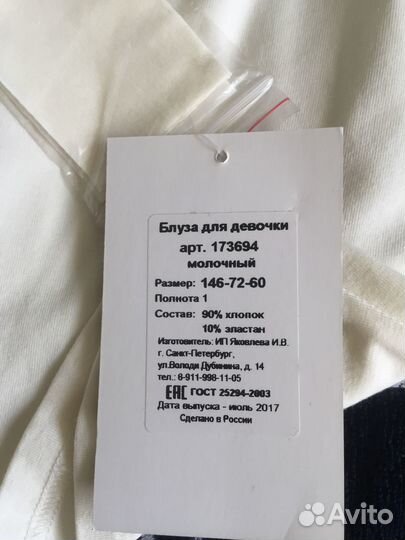 Блуза для девочки
арт. 173694
молочный
Размер: 146-72-60
Полнота 1
Состав: 90% хлопок
10% эластан
Изготовитель: ИП Яковлева И.В.
г. Санкт-Петербург,
ул.Володи Дубинина, д. 14
тел.: 8-911-998-11-05
ЕАС ГОСТ 25294-2003
Дата выпуска - июль 2017
Сделано в России
Avito